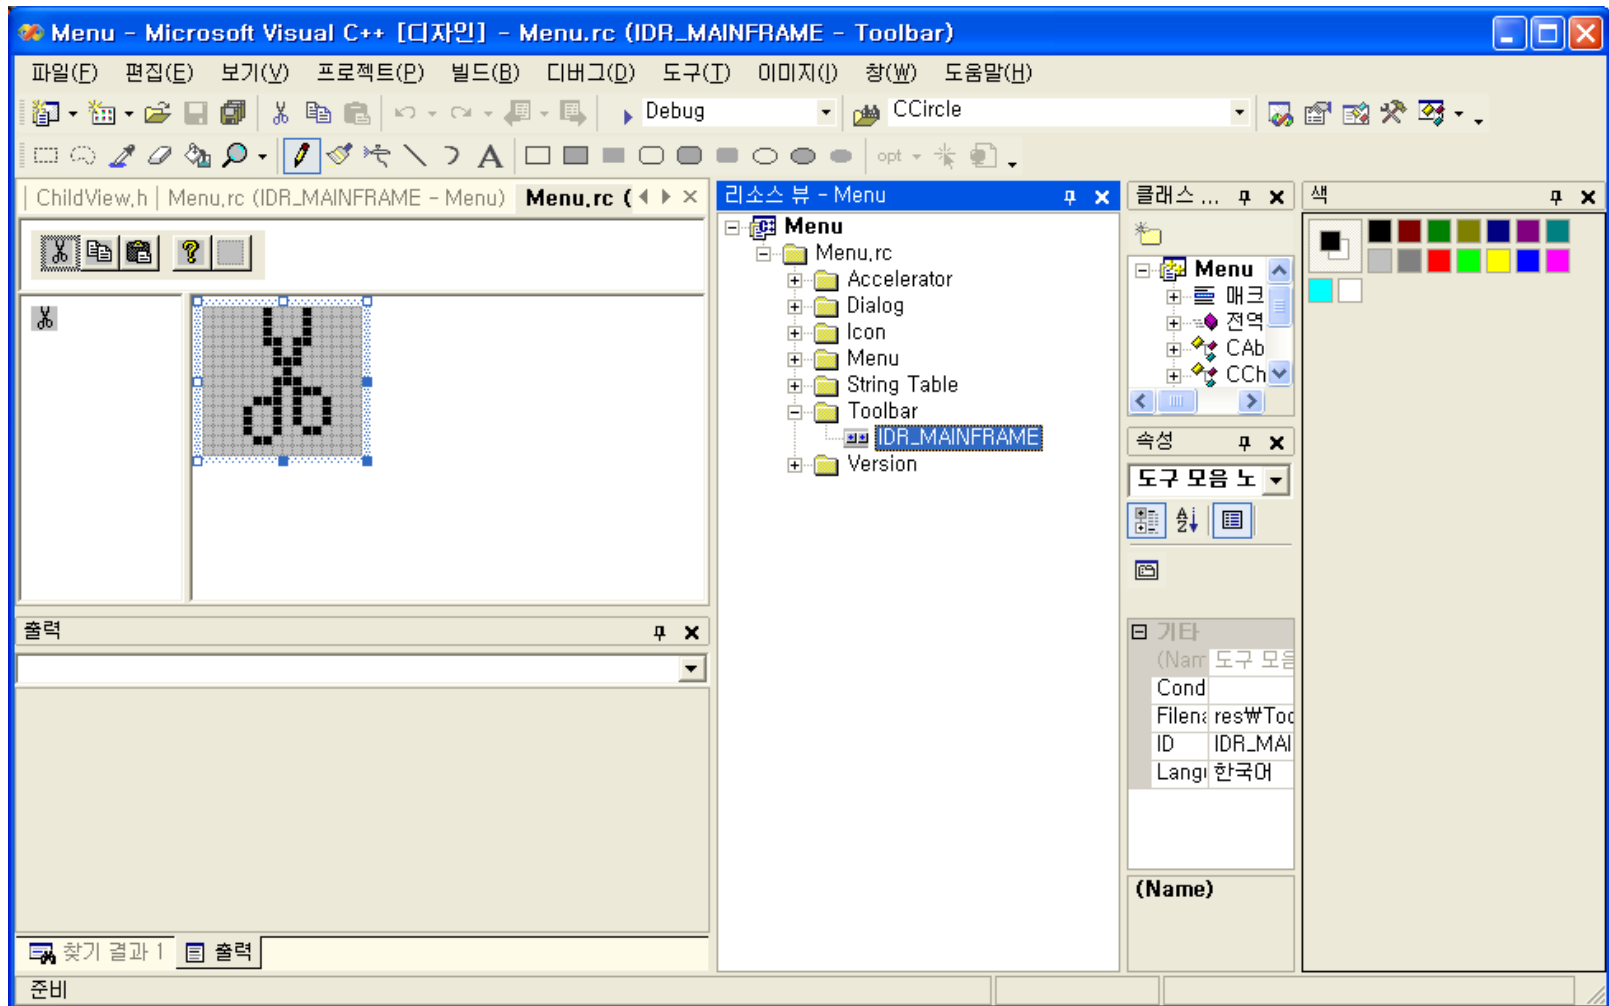 Menu - Microsoft Visual C++ [디자인] - Menu.rc (IDR_MAINFRAME - Toolbar)
파일(F) 편집(E) 보기(V) 프로젝트(P) 빌드(B) 디버그(D) 도구(T) 이미지(I) 창(W) 도움말(H)
Debug CCircle
A opt
ChildView.h Menu.rc (IDR_MAINFRAME - Menu) Menu.rc (
리소스 뷰 - Menu
Menu
Menu.rc
Accelerator
Dialog
Icon
Menu
String Table
Toolbar
IDR_MAINFRAME
Version
클래스 ...
Menu
매크
전역
CAb
CCh
속성
도구 모음 노
기타
(Nam 도구 모음
Cond
Filena res₩Too
ID IDR_MAI
Langu 한국어
(Name)
색
출력
찾기 결과 1 출력
준비